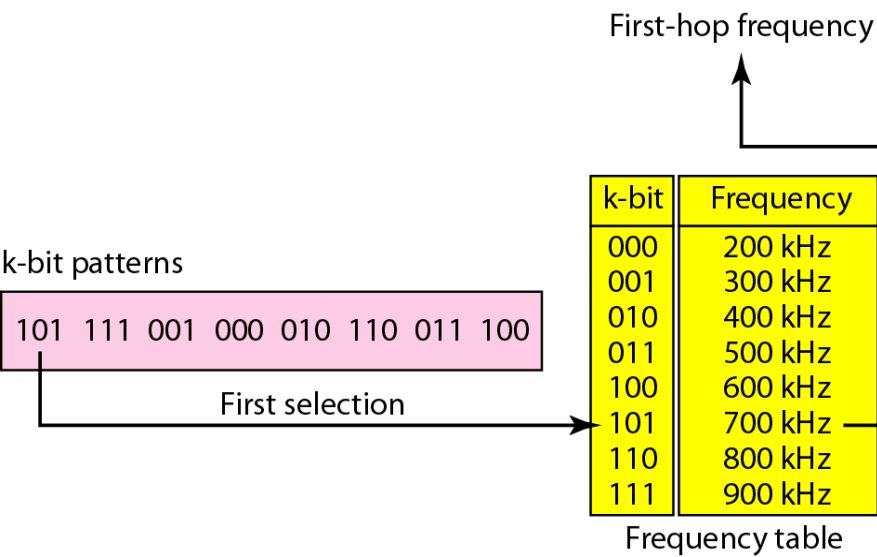 First-hop frequency
k-bit Frequency
000 200 kHz
001 300 kHz
010 400 kHz
011 500 kHz
100 600 kHz
101 700 kHz
110 800 kHz
111 900 kHz
Frequency table
k-bit patterns
101 111 001 000 010 110 011 100
First selection